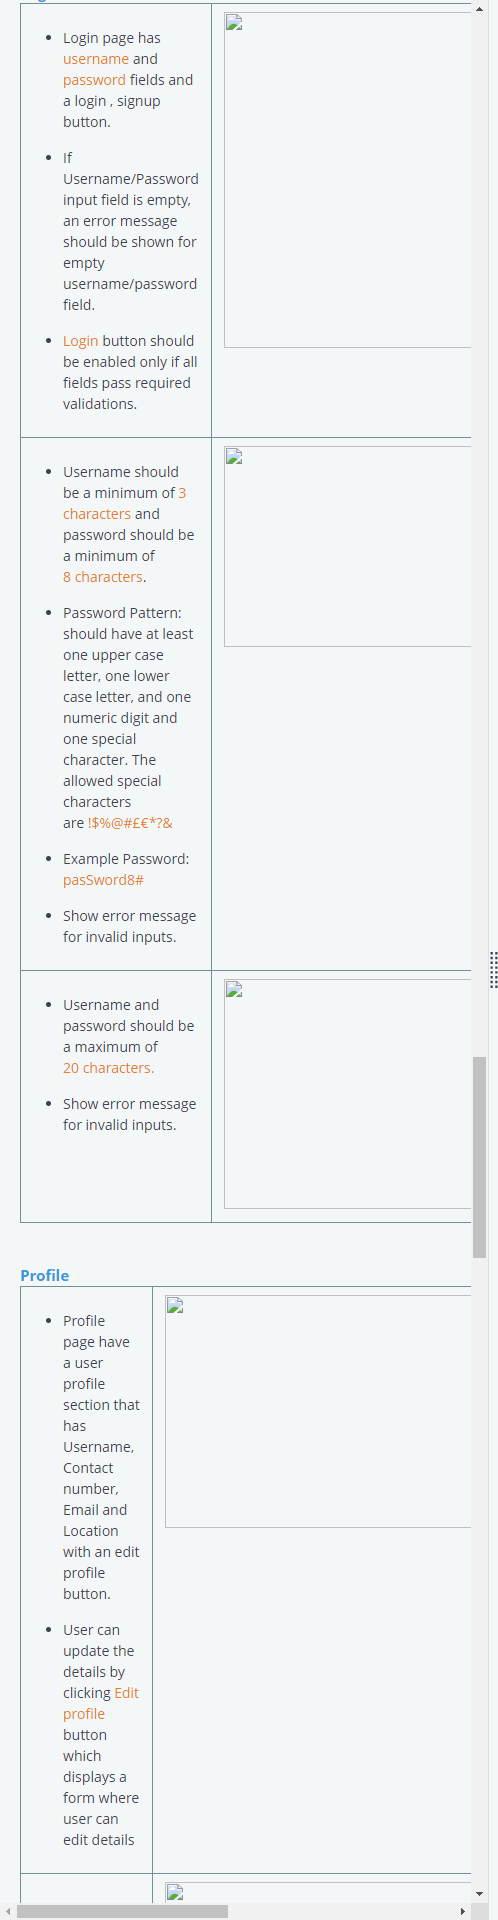 Login page has
username and
password fields and
a login , signup
button.
If
Username/Password
input field is empty,
an error message
should be shown for
empty
username/password
field.
Login button should
be enabled only if all
fields pass required
validations.
Username should
be a minimum of 3
characters and
password should be
a minimum of
8 characters.
Password Pattern:
should have at least
one upper case
letter, one lower
case letter, and one
numeric digit and
one special
character. The
allowed special
characters
are !$%@#£€*?&
Example Password:
pasSword8#
Show error message
for invalid inputs.
Username and
password should be
a maximum of
20 characters.
Show error message
for invalid inputs.
Profile
Profile
page have
a user
profile
section that
has
Username,
Contact
number,
Email and
Location
with an edit
profile
button.
User can
update the
details by
clicking Edit
profile
button
which
displays a
form where
user can
edit details